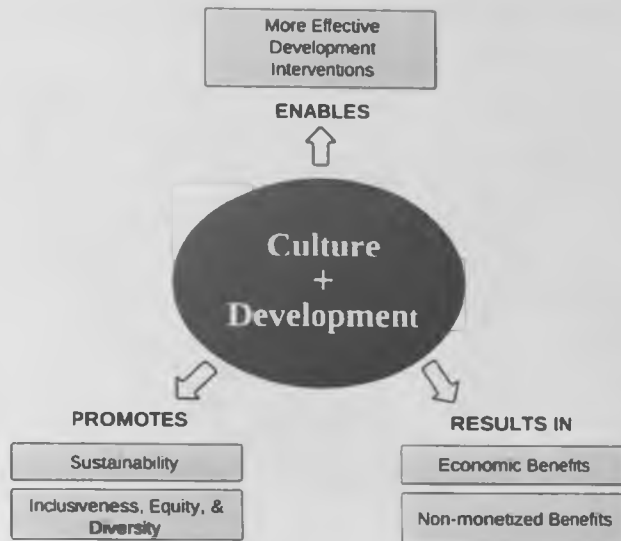 More Effective
Development
Interventions
ENABLES
Culture
+
Development
PROMOTES
Sustainability
Inclusiveness, Equity, &
Diversity
RESULTS IN
Economic Benefits
Non-monetized Benefits